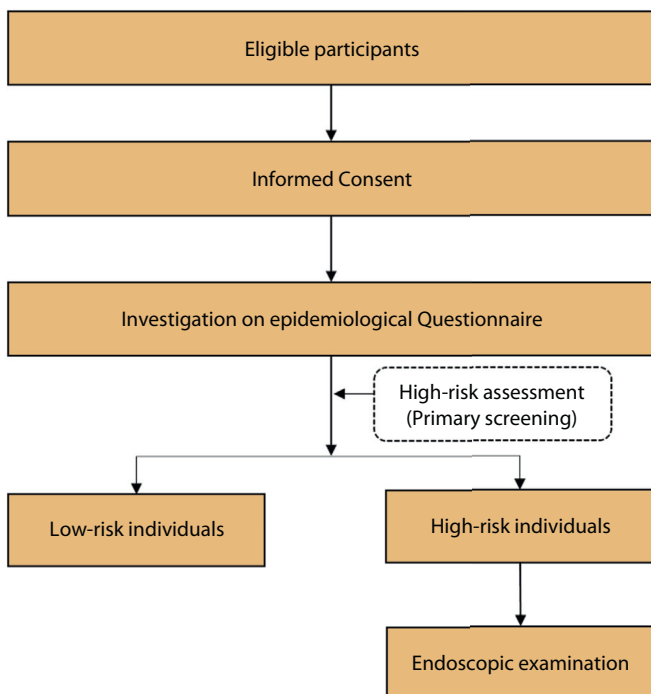 Eligible participants
Informed Consent
Investigation on epidemiological Questionnaire
High-risk assessment
(Primary screening)
Low-risk individuals
High-risk individuals
Endoscopic examination